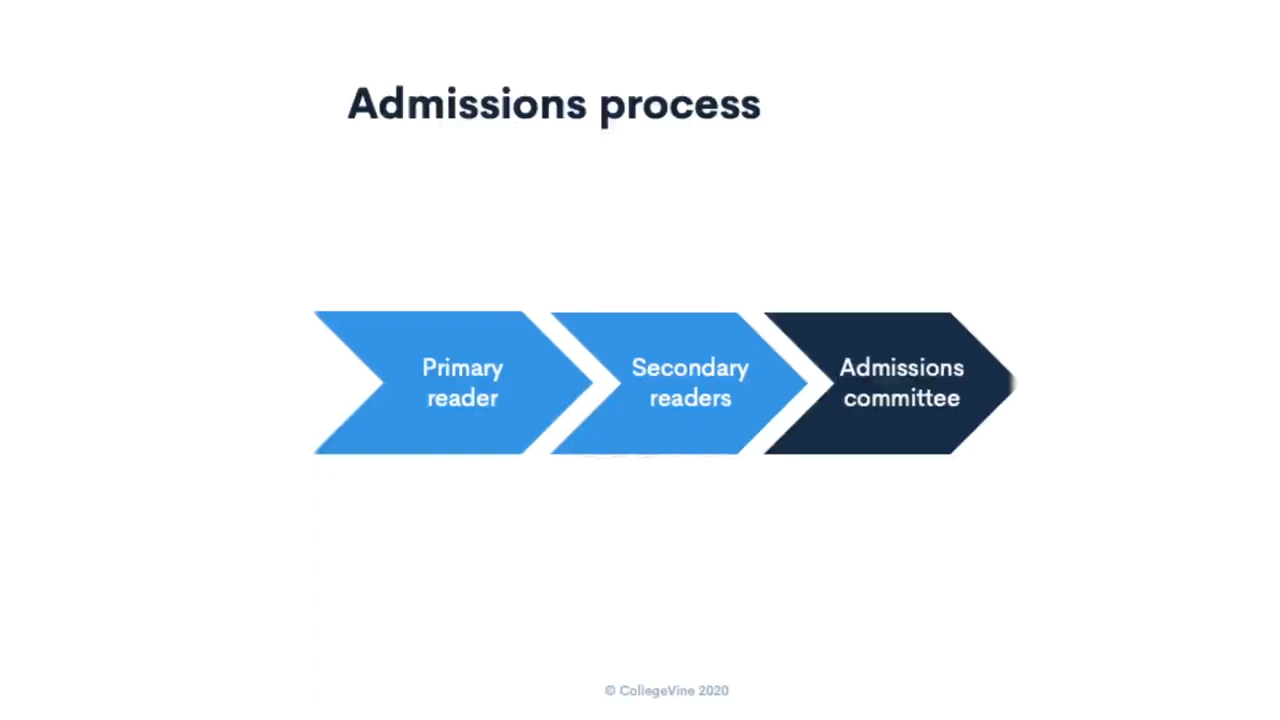 Admissions process
Primary
reader
Secondary
readers
Admissions
committee
© CollegeVine 2020